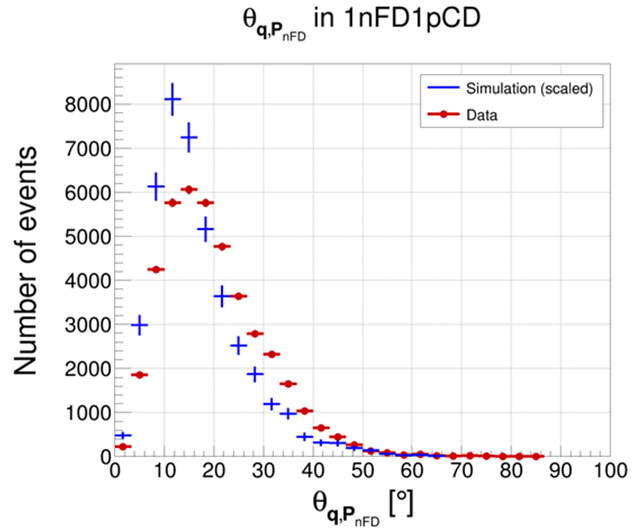 θq,PnFD in 1nFD1pCD
Simulation (scaled)
Data
Number of events
8000
7000
6000
5000
4000
3000
2000
1000
0
0 10 20 30 40 50 60 70 80 90 100
θq,PnFD [°]